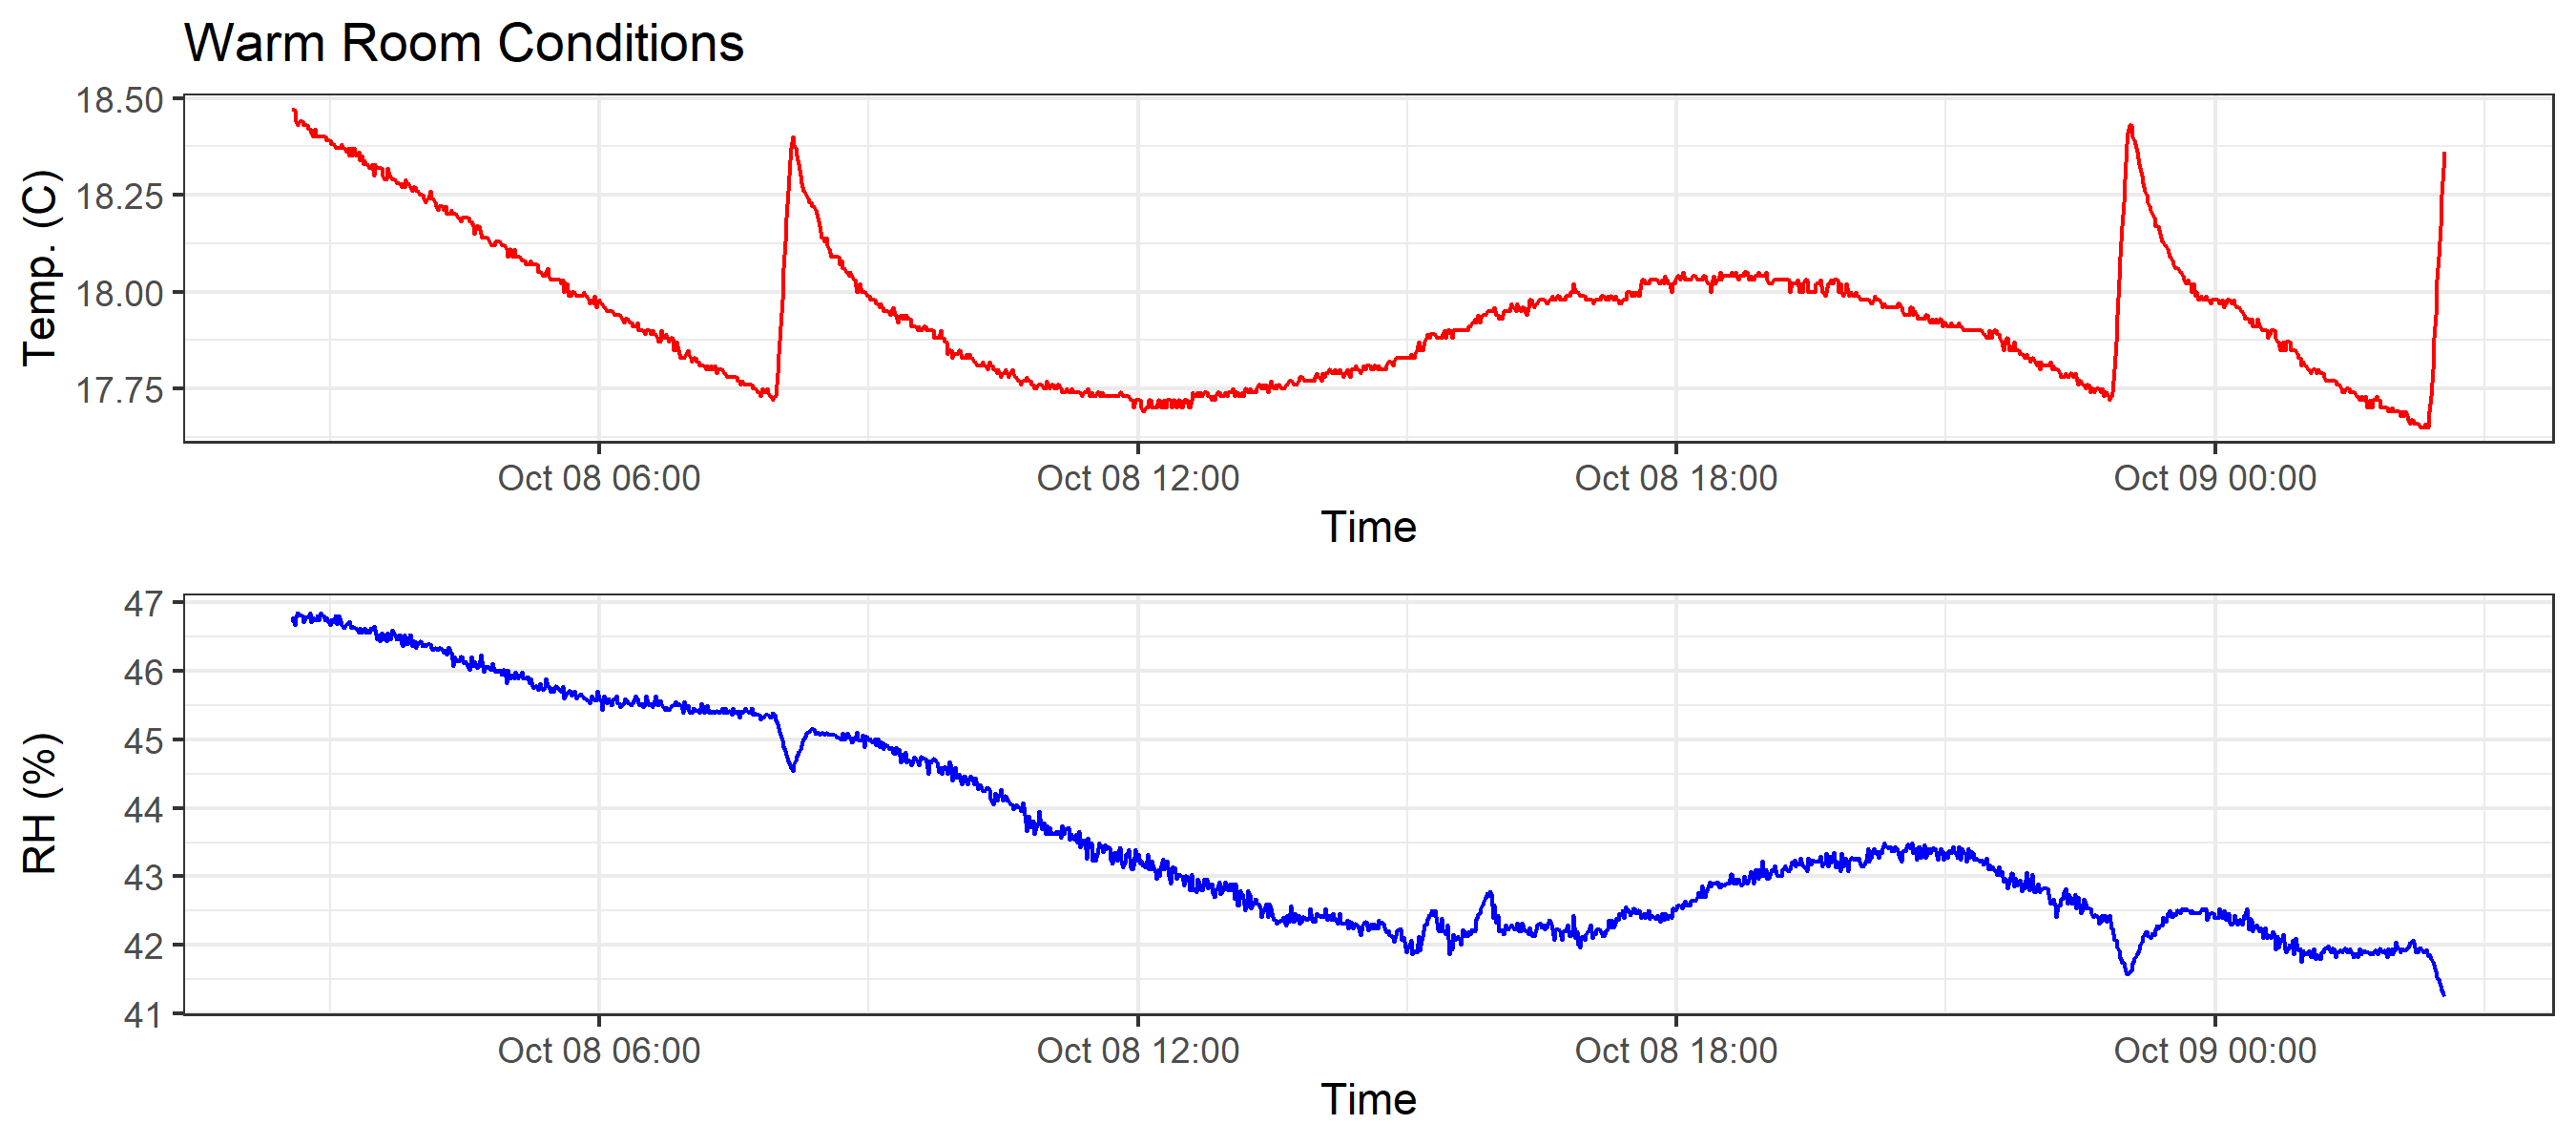 Warm Room Conditions
Temp. (C)
18.50
18.25
18.00
17.75
Oct 08 06:00 Oct 08 12:00 Oct 08 18:00 Oct 09 00:00
Time
RH (%)
47
46
45
44
43
42
41
Oct 08 06:00 Oct 08 12:00 Oct 08 18:00 Oct 09 00:00
Time